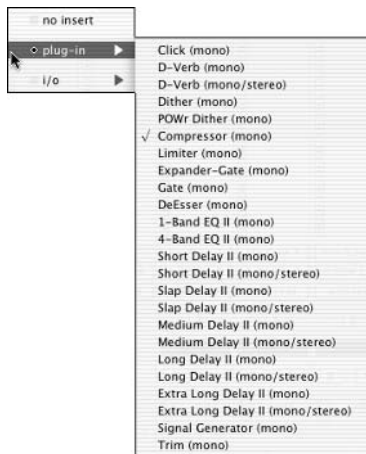 no insert
plug-in
i/o
Click (mono)
D-Verb (mono)
D-Verb (mono/stereo)
Dither (mono)
POWr Dither (mono)
√ Compressor (mono)
Limiter (mono)
Expander-Gate (mono)
Gate (mono)
DeEsser (mono)
1-Band EQ II (mono)
4-Band EQ II (mono)
Short Delay II (mono)
Short Delay II (mono/stereo)
Slap Delay II (mono)
Slap Delay II (mono/stereo)
Medium Delay II (mono)
Medium Delay II (mono/stereo)
Long Delay II (mono)
Long Delay II (mono/stereo)
Extra Long Delay II (mono)
Extra Long Delay II (mono/stereo)
Signal Generator (mono)
Trim (mono)